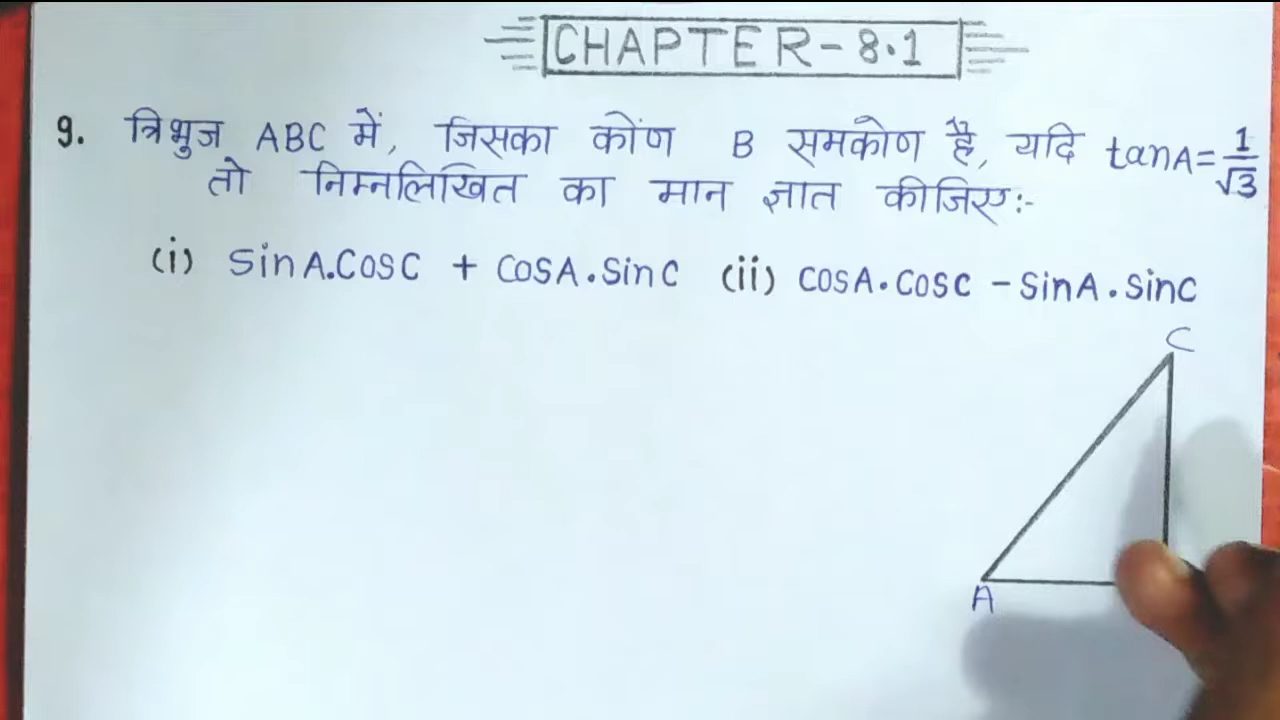 CHAPTER-8.1
9. त्रिभुज ABC में, जिसका कोंण B समकोण है, यदि tanA=1/√3
तो निम्नलिखित का मान ज्ञात कीजिए:-
(i) sinA.cosC + cosA.sinC (ii) cosA.cosC - sinA.sinC
C
A